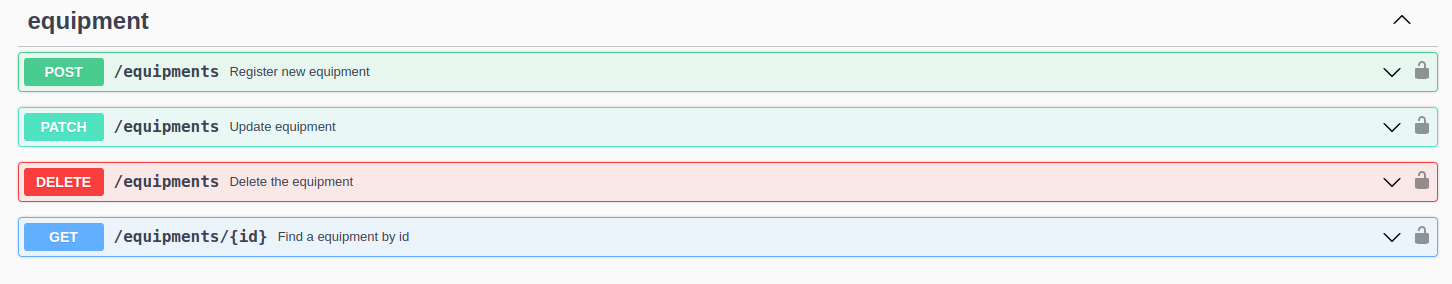 equipment
POST /equipments Register new equipment
PATCH /equipments Update equipment
DELETE /equipments Delete the equipment
GET /equipments/{id} Find a equipment by id